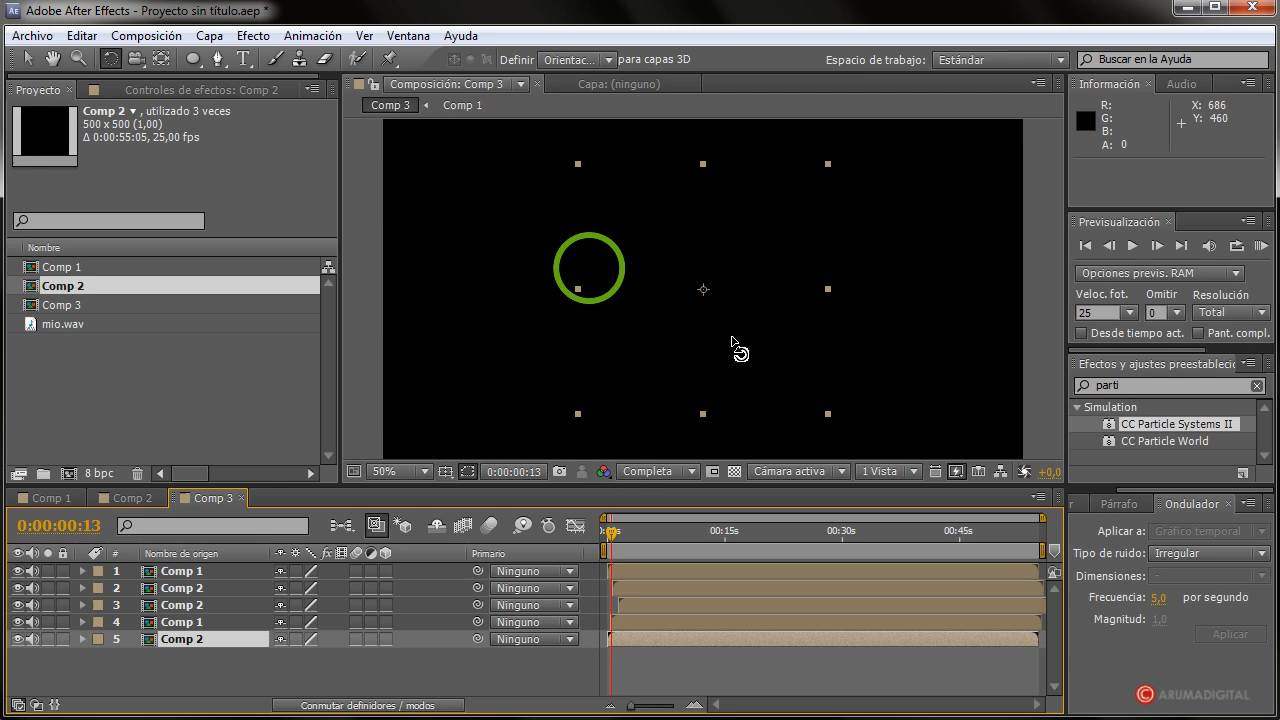 Adobe After Effects - Proyecto sin título.aep *
Archivo Editar Composición Capa Efecto Animación Ver Ventana Ayuda
Definir Orientac... para capas 3D Espacio de trabajo: Estándar Buscar en la Ayuda
Proyecto Controles de efectos: Comp 2
Comp 2 , utilizado 3 veces
500 x 500 (1,00)
Δ 0:00:55:05, 25,00 fps
Nombre
Comp 1
Comp 2
Comp 3
mio.wav
8 bpc
Composición: Comp 3 Capa: (ninguno)
Comp 3 Comp 1
50% 0:00:00:13 Completa Cámara activa 1 Vista +0,0
Información Audio
R: X: 686
G: Y: 460
B:
A: 0
Previsualización
Opciones previs. RAM
Veloc. fot. Omitir Resolución
25 0 Total
Desde tiempo act. Pant. compl.
Efectos y ajustes preestableci
parti
Simulation
CC Particle Systems II
CC Particle World
Comp 1 Comp 2 Comp 3
0:00:00:13
00:15s 00:30s 00:45s
# Nombre de origen Primario
1 Comp 1 Ninguno
2 Comp 2 Ninguno
3 Comp 2 Ninguno
4 Comp 1 Ninguno
5 Comp 2 Ninguno
Conmutar definidores / modos
r Párrafo Ondulador
Aplicar a: Gráfico temporal
Tipo de ruido: Irregular
Dimensiones: -
Frecuencia: 5,0 por segundo
Magnitud: 1,0
Aplicar
© ARUMADIGITAL